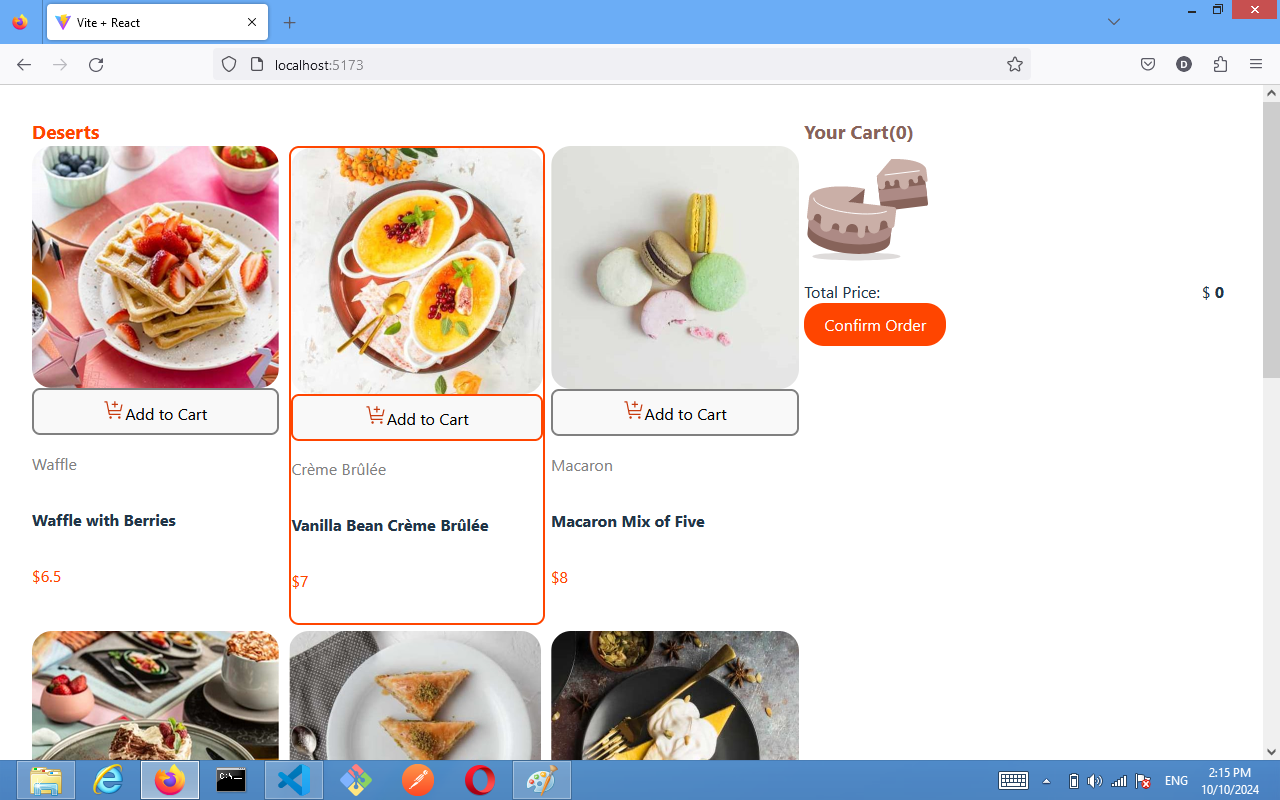 Vite + React
localhost:5173
Deserts
Your Cart(0)
Total Price:
$ 0
Confirm Order
Add to Cart
Add to Cart
Add to Cart
Waffle
Crème Brûlée
Macaron
Waffle with Berries
Vanilla Bean Crème Brûlée
Macaron Mix of Five
$6.5
$7
$8
D
C:\_
ENG
2:15 PM
10/10/2024